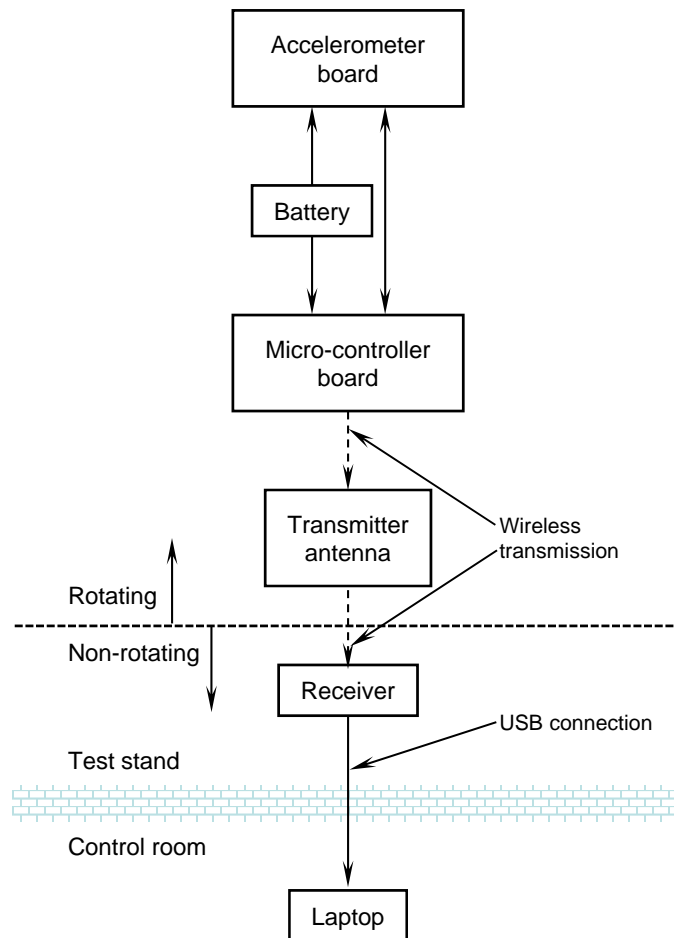 Accelerometer
board
Battery
Micro-controller
board
Transmitter
antenna
Wireless
transmission
Rotating
Non-rotating
Receiver
USB connection
Test stand
Control room
Laptop